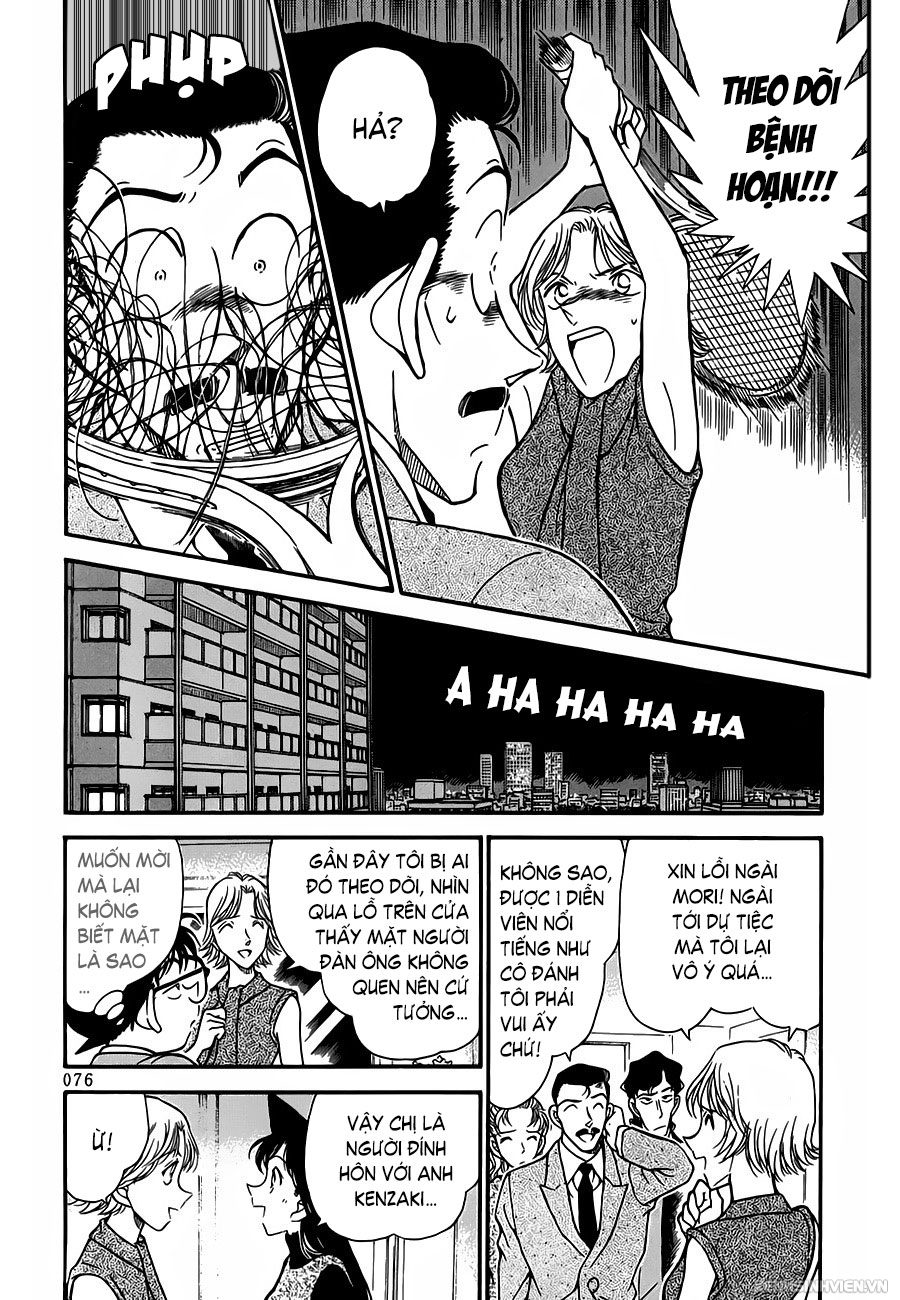 THEO DÕI
BỆNH
HOẠN!!!
HẢ?
PHỤP
A HA HA HA HA
XIN LỖI NGÀI
MORI! NGÀI
TỚI DỰ TIỆC
MÀ TÔI LẠI
VÔ Ý QUÁ...
KHÔNG SAO,
ĐƯỢC 1 DIỄN
VIÊN NỔI
TIẾNG NHƯ
CÔ ĐÁNH
TÔI PHẢI
VUI ẤY
CHỨ!
GẦN ĐÂY TÔI BỊ AI
ĐÓ THEO DÒI, NHÌN
QUA LỖ TRÊN CỬA
THẤY MẶT NGƯỜI
ĐÀN ÔNG KHÔNG
QUEN NÊN CỨ
TƯỞNG...
MUỐN MỜI
MÀ LẠI
KHÔNG
BIẾT MẶT
LÀ SAO
...
076
VẬY CHỊ LÀ
NGƯỜI ĐÍNH
HÔN VỚI ANH
KENZAKI...
Ừ!